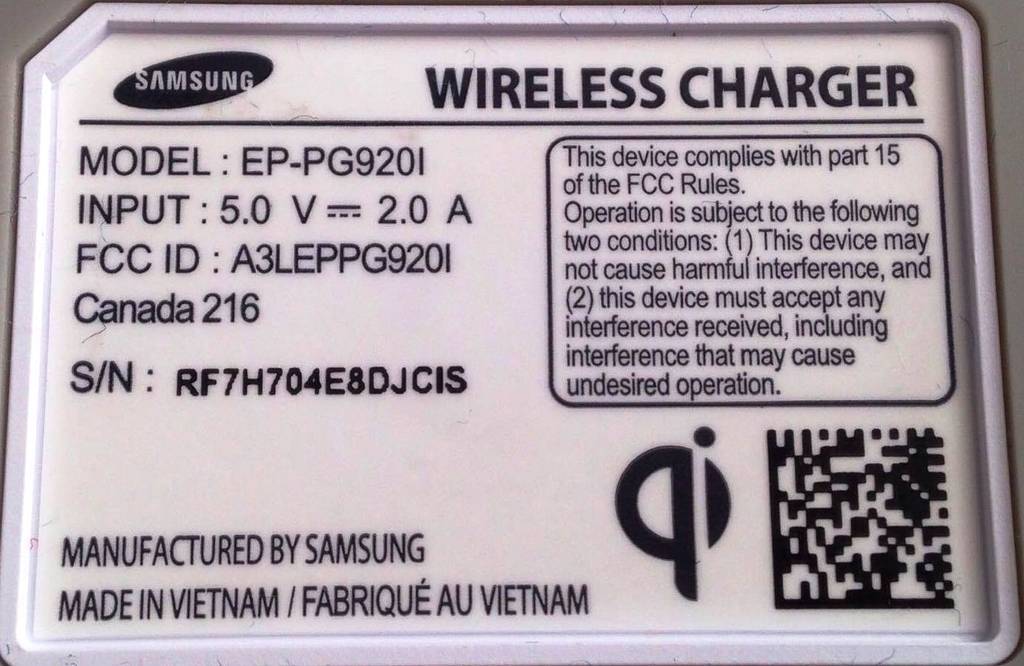 SAMSUNG
WIRELESS CHARGER
MODEL : EP-PG920I
INPUT : 5.0 V ⎓ 2.0 A
FCC ID : A3LEPPG920I
Canada 216
S/N : RF7H704E8DJCIS
This device complies with part 15
of the FCC Rules.
Operation is subject to the following
two conditions: (1) This device may
not cause harmful interference, and
(2) this device must accept any
interference received, including
interference that may cause
undesired operation.
qi
MANUFACTURED BY SAMSUNG
MADE IN VIETNAM / FABRIQUÉ AU VIETNAM